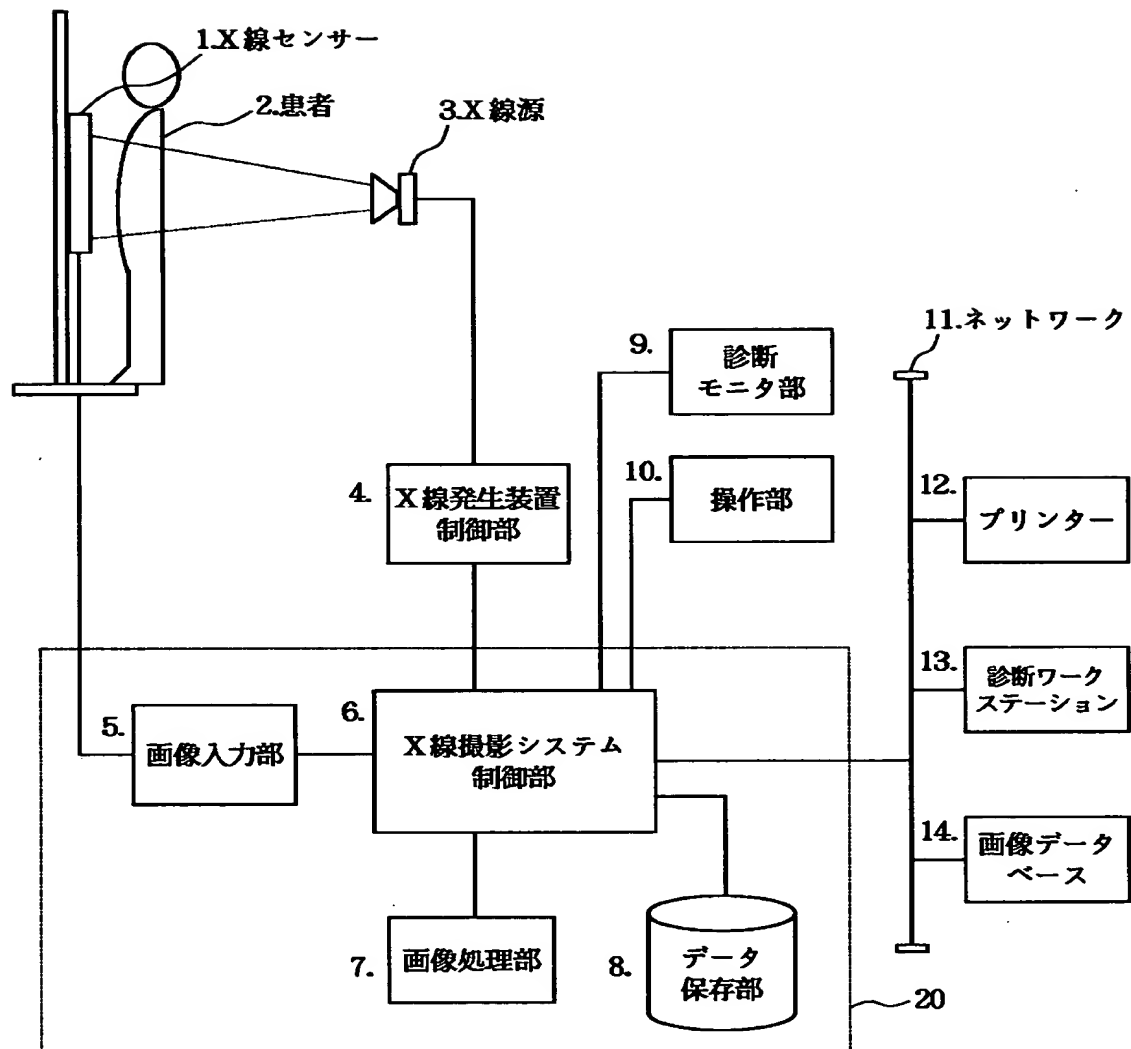 1.X線センサー
2.患者
3.X線源
11.ネットワーク
9.
診断
モニタ部
4.
X線発生装置
制御部
10.
操作部
12.
プリンター
5.
画像入力部
6.
X線撮影システム
制御部
13.
診断ワーク
ステーション
14.
画像データ
ベース
7.
画像処理部
8.
データ
保存部
20